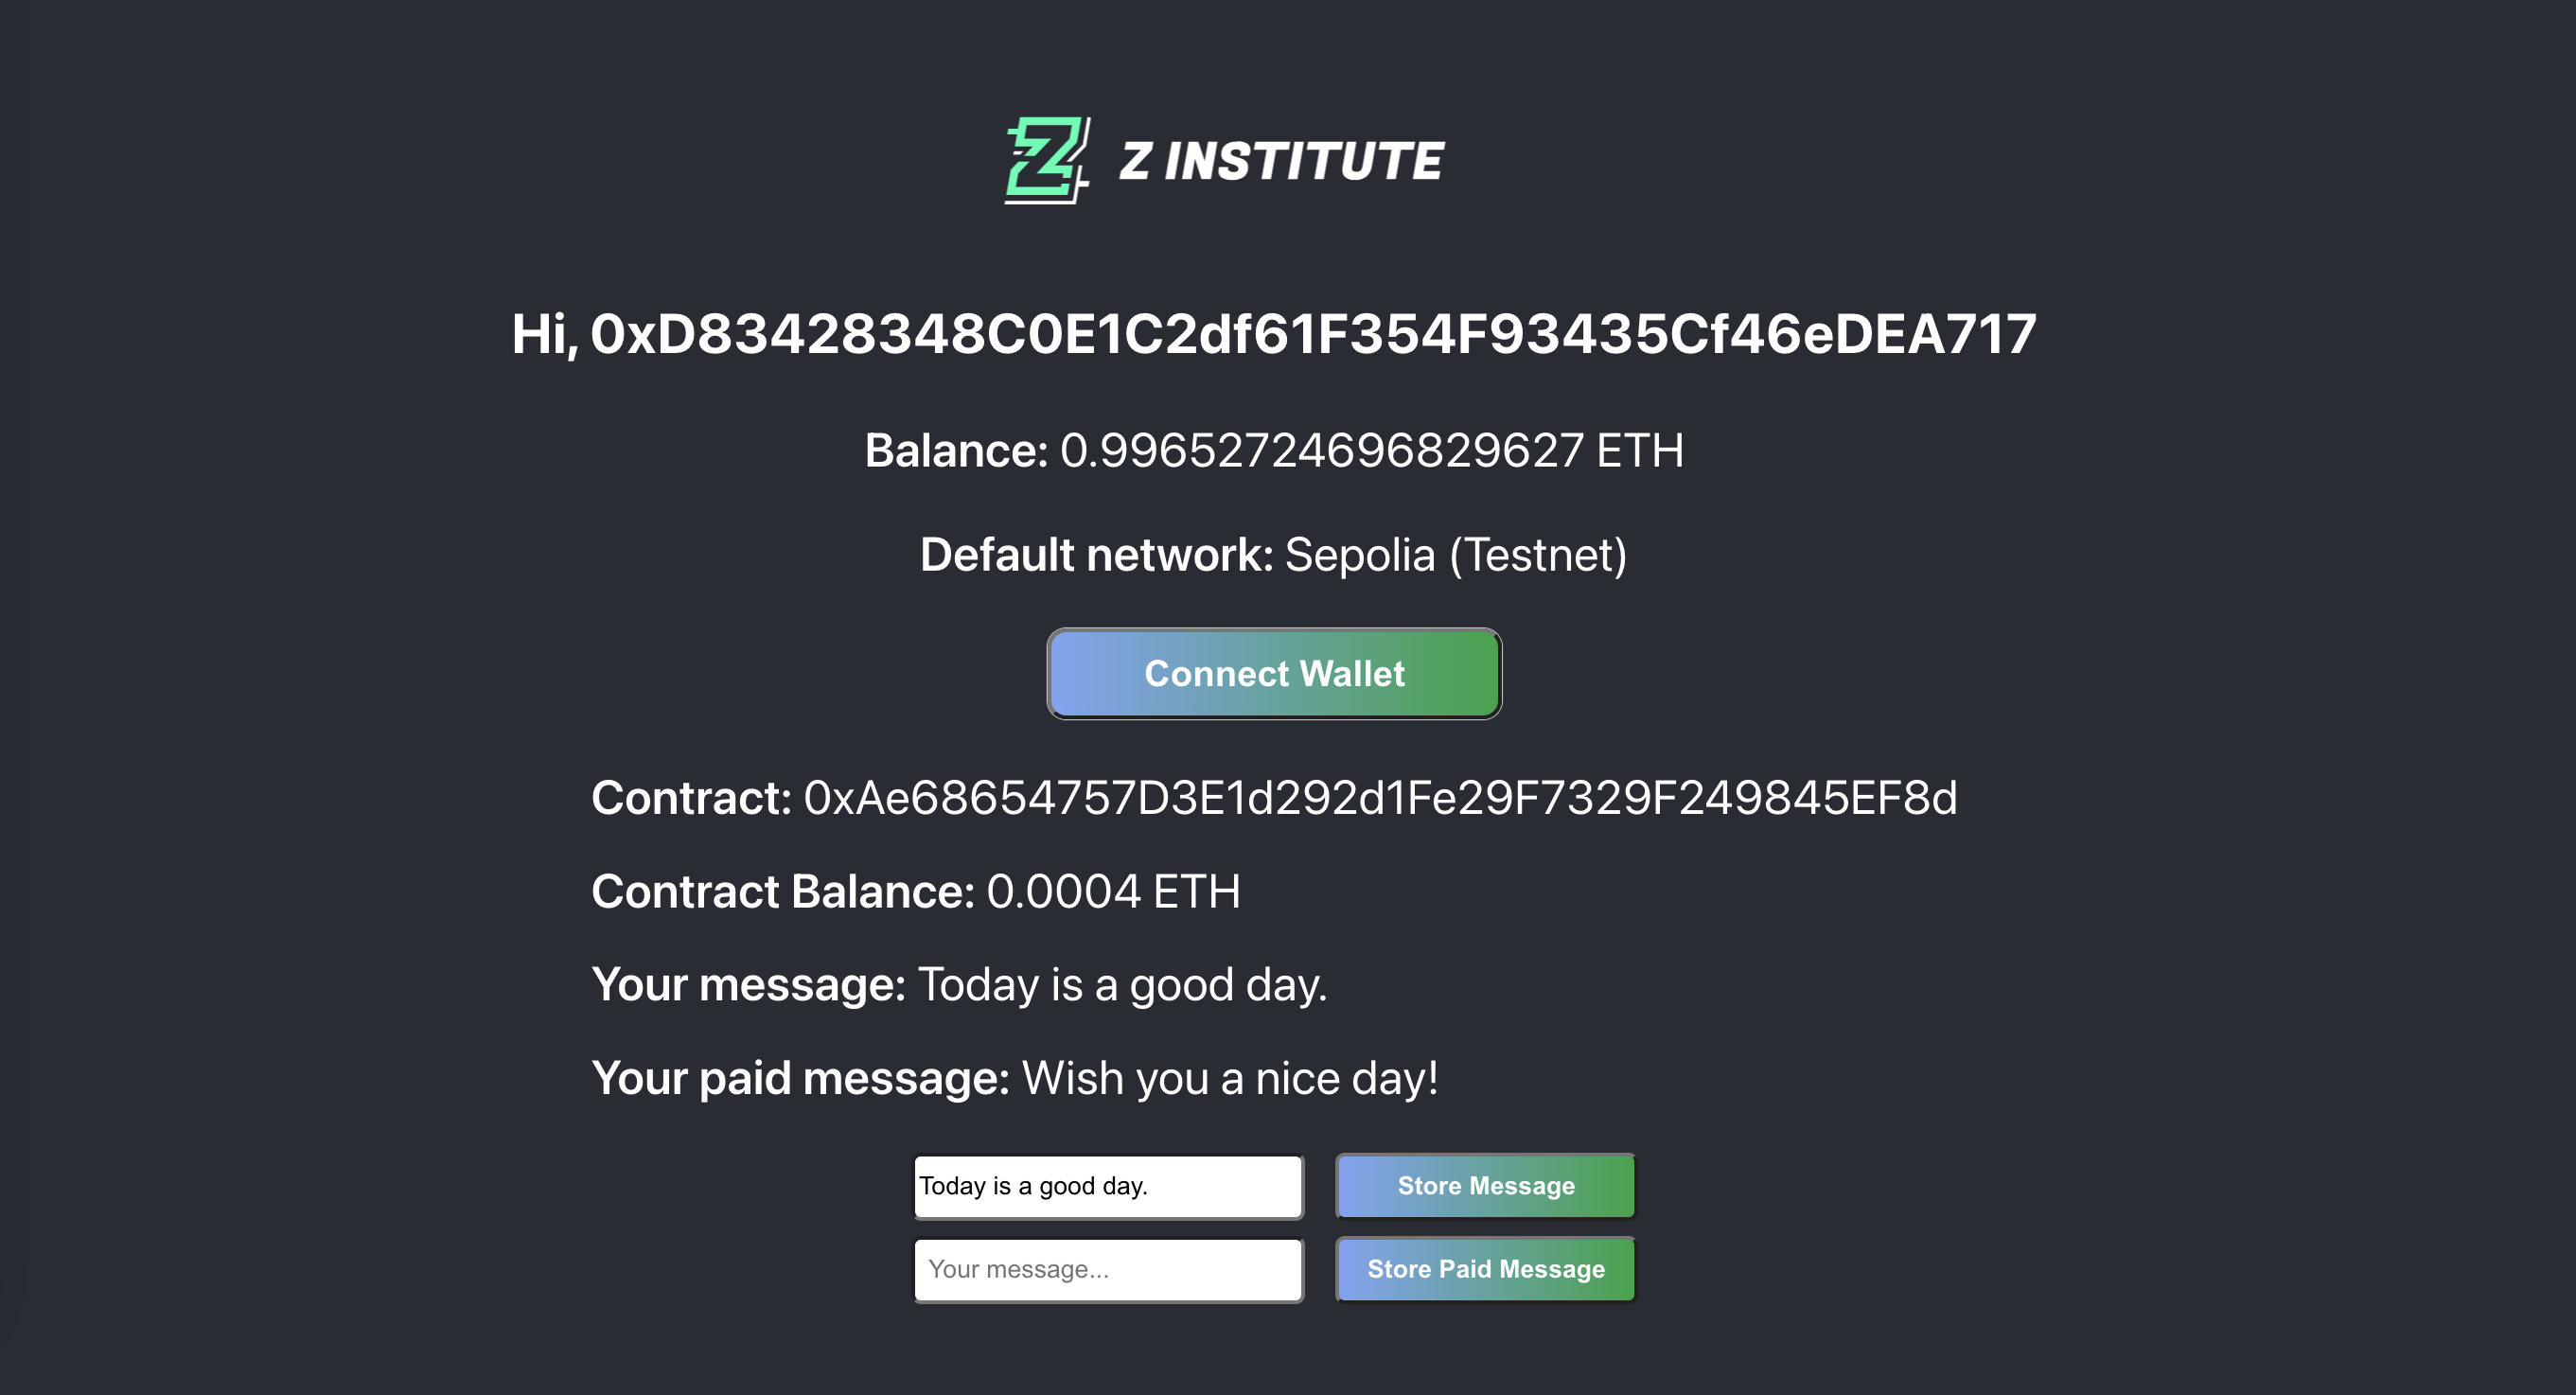 Z INSTITUTE
Hi, 0xD83428348C0E1C2df61F354F93435Cf46eDEA717
Balance: 0.99652724696829627 ETH
Default network: Sepolia (Testnet)
Connect Wallet
Contract: 0xAe68654757D3E1d292d1Fe29F7329F249845EF8d
Contract Balance: 0.0004 ETH
Your message: Today is a good day.
Your paid message: Wish you a nice day!
Today is a good day. Store Message
Your message... Store Paid Message